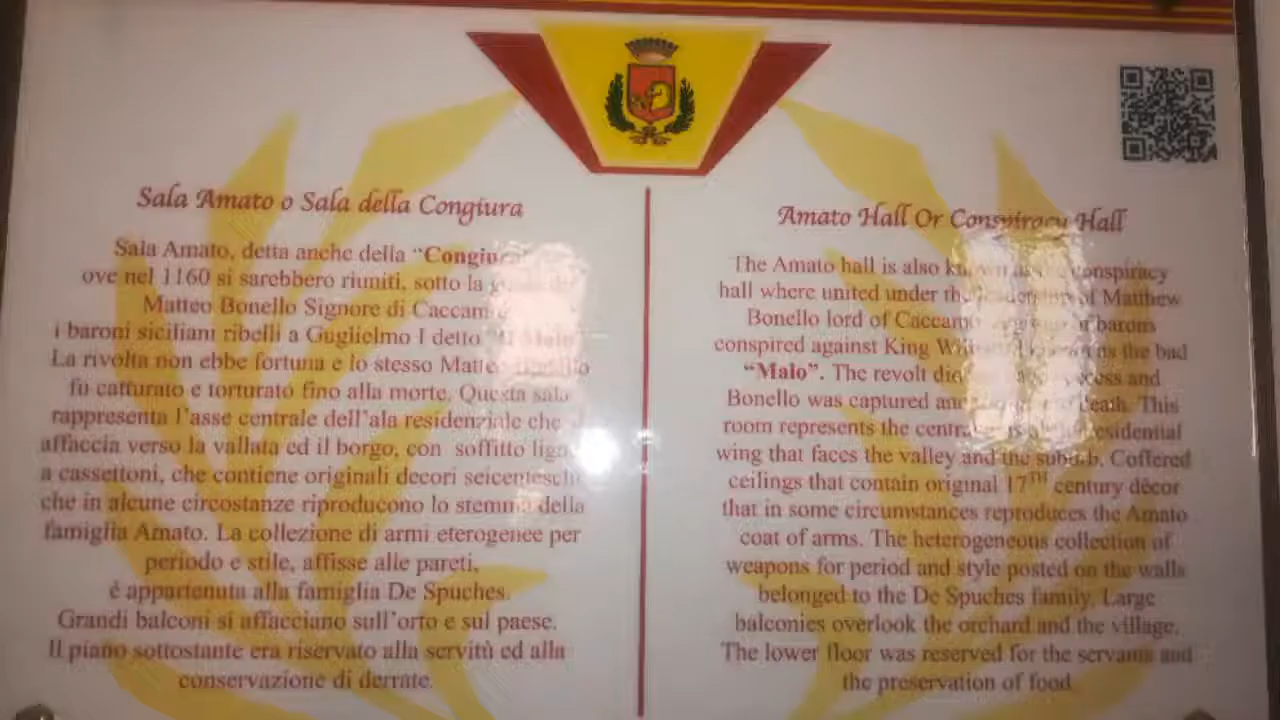 Sala Amato o Sala della Congiura
Sala Amato, detta anche della “Congiura
ove nel 1160 si sarebbero riuniti, sotto la
Matteo Bonello Signore di Caccamo
i baroni siciliani ribelli a Guglielmo I detto “Il Malo”
La rivolta non ebbe fortuna e lo stesso Matteo Bonello
fu catturato e torturato fino alla morte. Questa sala
rappresenta l’asse centrale dell’ala residenziale che
affaccia verso la vallata ed il borgo, con soffitto
a cassettoni, che contiene originali decori seicenteschi
che in alcune circostanze riproducono lo stemma della
famiglia Amato. La collezione di armi eterogenee per
periodo e stile, affisse alle pareti,
è appartenuta alla famiglia De Spuches.
Grandi balconi si affacciano sull’orto e sul paese.
Il piano sottostante era riservato alla servitù ed alla
conservazione di derrate.
Amato Hall Or Conspiracy Hall
The Amato hall is also known as conspiracy
hall where united under the leadership of Matthew
Bonello lord of Caccamo of barons
conspired against King as the bad
“Malo”. The revolt and
Bonello was captured and death. This
room represents the central residential
wing that faces the valley and the suburb. Coffered
ceilings that contain original 17TH century dècor
that in some circumstances reproduces the Amato
coat of arms. The heterogeneous collection of
weapons for period and style posted on the walls
belonged to the De Spuches family. Large
balconies overlook the orchard and the village.
The lower floor was reserved for the servants and
the preservation of food.